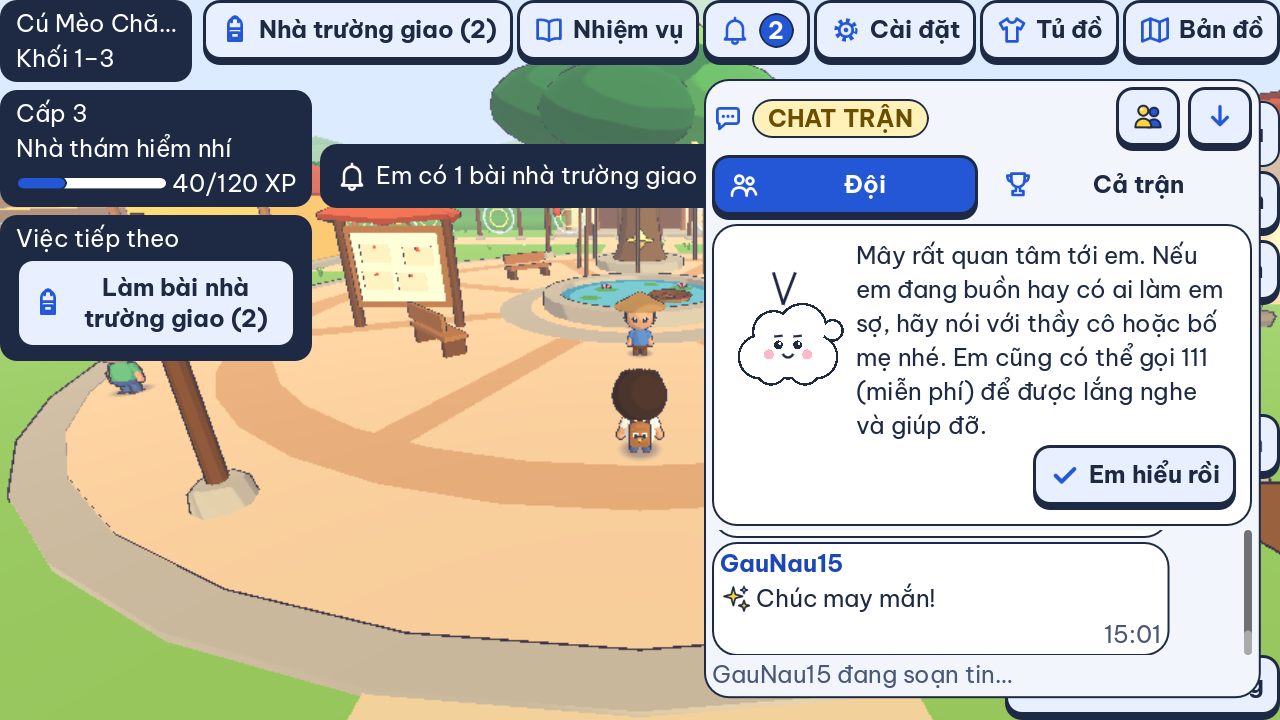 Cú Mèo Chă...
Khối 1–3
Nhà trường giao (2)
Nhiệm vụ
2
Cài đặt
Tủ đồ
Bản đồ
Cấp 3
Nhà thám hiểm nhí
40/120 XP
Việc tiếp theo
Làm bài nhà
trường giao (2)
Em có 1 bài nhà trường giao
CHAT TRẬN
Đội
Cả trận
Mây rất quan tâm tới em. Nếu
em đang buồn hay có ai làm em
sợ, hãy nói với thầy cô hoặc bố
mẹ nhé. Em cũng có thể gọi 111
(miễn phí) để được lắng nghe
và giúp đỡ.
Em hiểu rồi
GauNau15
Chúc may mắn!
15:01
GauNau15 đang soạn tin...